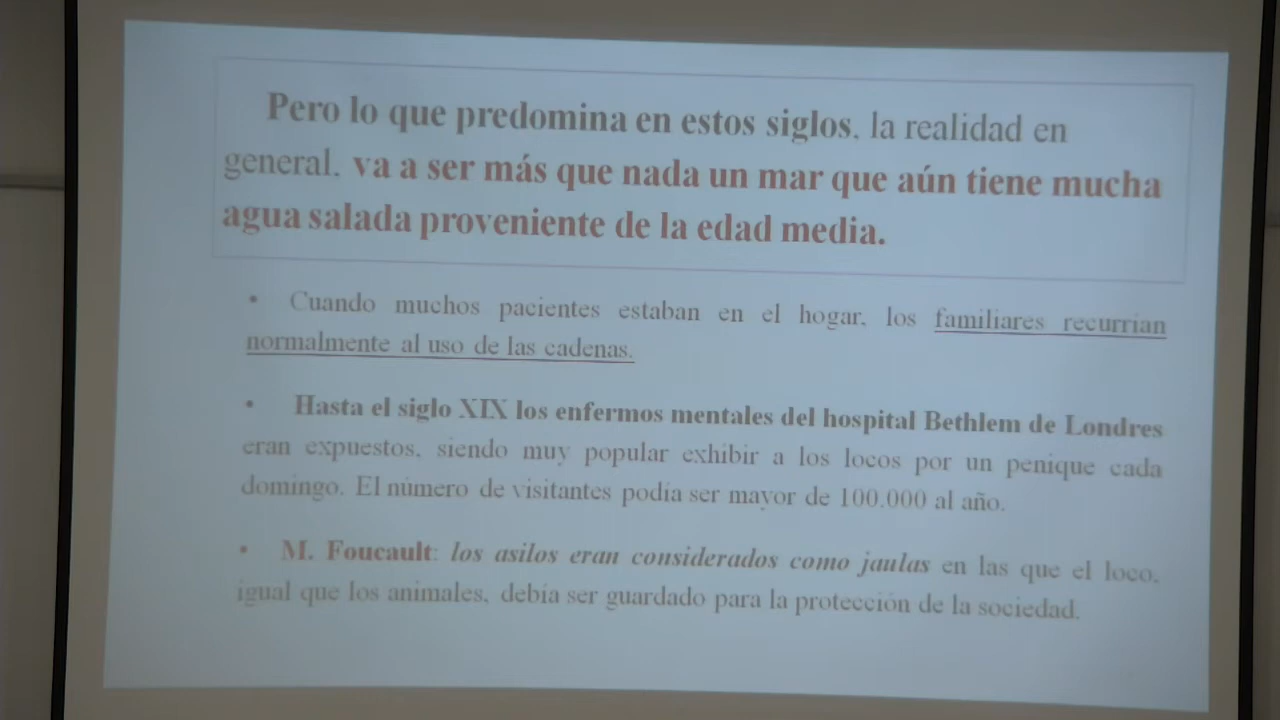 Pero lo que predomina en estos siglos, la realidad en
general, va a ser más que nada un mar que aún tiene mucha
agua salada proveniente de la edad media.
• Cuando muchos pacientes estaban en el hogar, los familiares recurrian
normalmente al uso de las cadenas.
• Hasta el siglo XIX los enfermos mentales del hospital Bethlem de Londres
eran expuestos, siendo muy popular exhibir a los locos por un penique cada
domingo. El número de visitantes podía ser mayor de 100.000 al año.
• M. Foucault: los asilos eran considerados como jaulas en las que el loco,
igual que los animales, debía ser guardado para la protección de la sociedad.